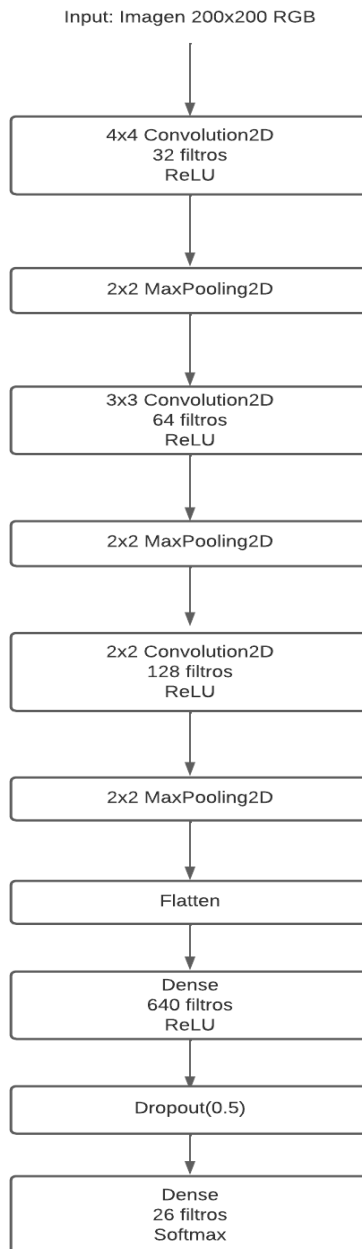 Input: Imagen 200x200 RGB
4x4 Convolution2D
32 filtros
ReLU
2x2 MaxPooling2D
3x3 Convolution2D
64 filtros
ReLU
2x2 MaxPooling2D
2x2 Convolution2D
128 filtros
ReLU
2x2 MaxPooling2D
Flatten
Dense
640 filtros
ReLU
Dropout(0.5)
Dense
26 filtros
Softmax